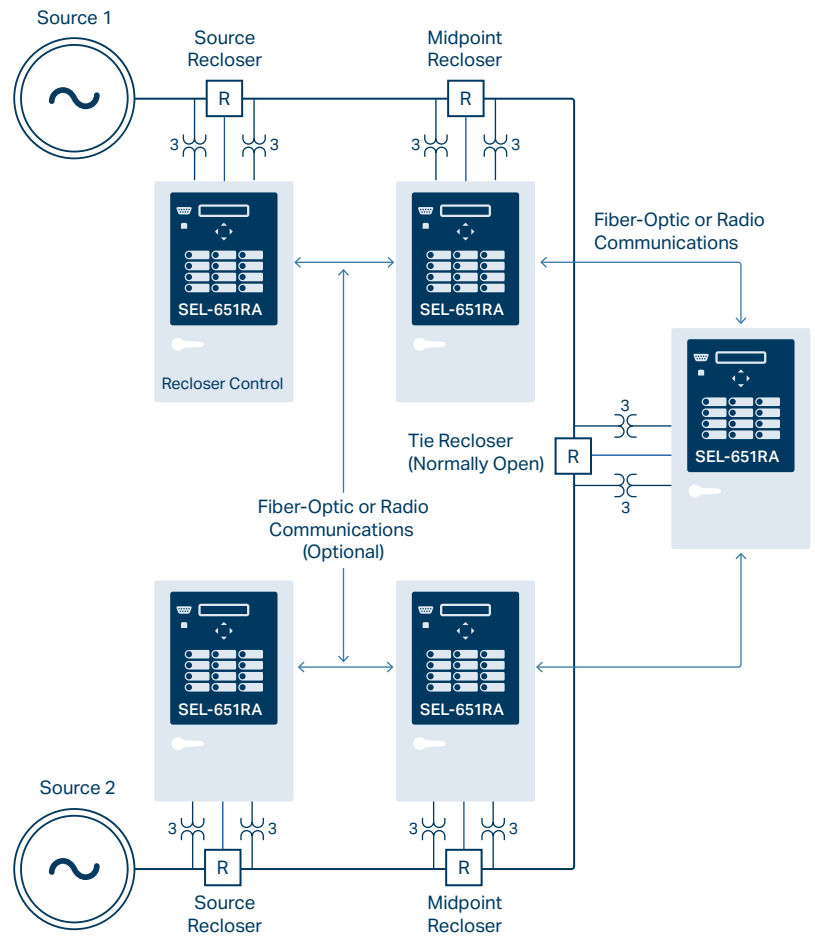 Source 1
Source
Recloser
Midpoint
Recloser
R
R
3
3
3
3
SEL-651RA
SEL-651RA
Recloser Control
Fiber-Optic or Radio
Communications
3
Tie Recloser
(Normally Open)
R
SEL-651RA
3
Fiber-Optic or Radio
Communications
(Optional)
SEL-651RA
SEL-651RA
Source 2
3
3
3
3
R
R
Source
Recloser
Midpoint
Recloser